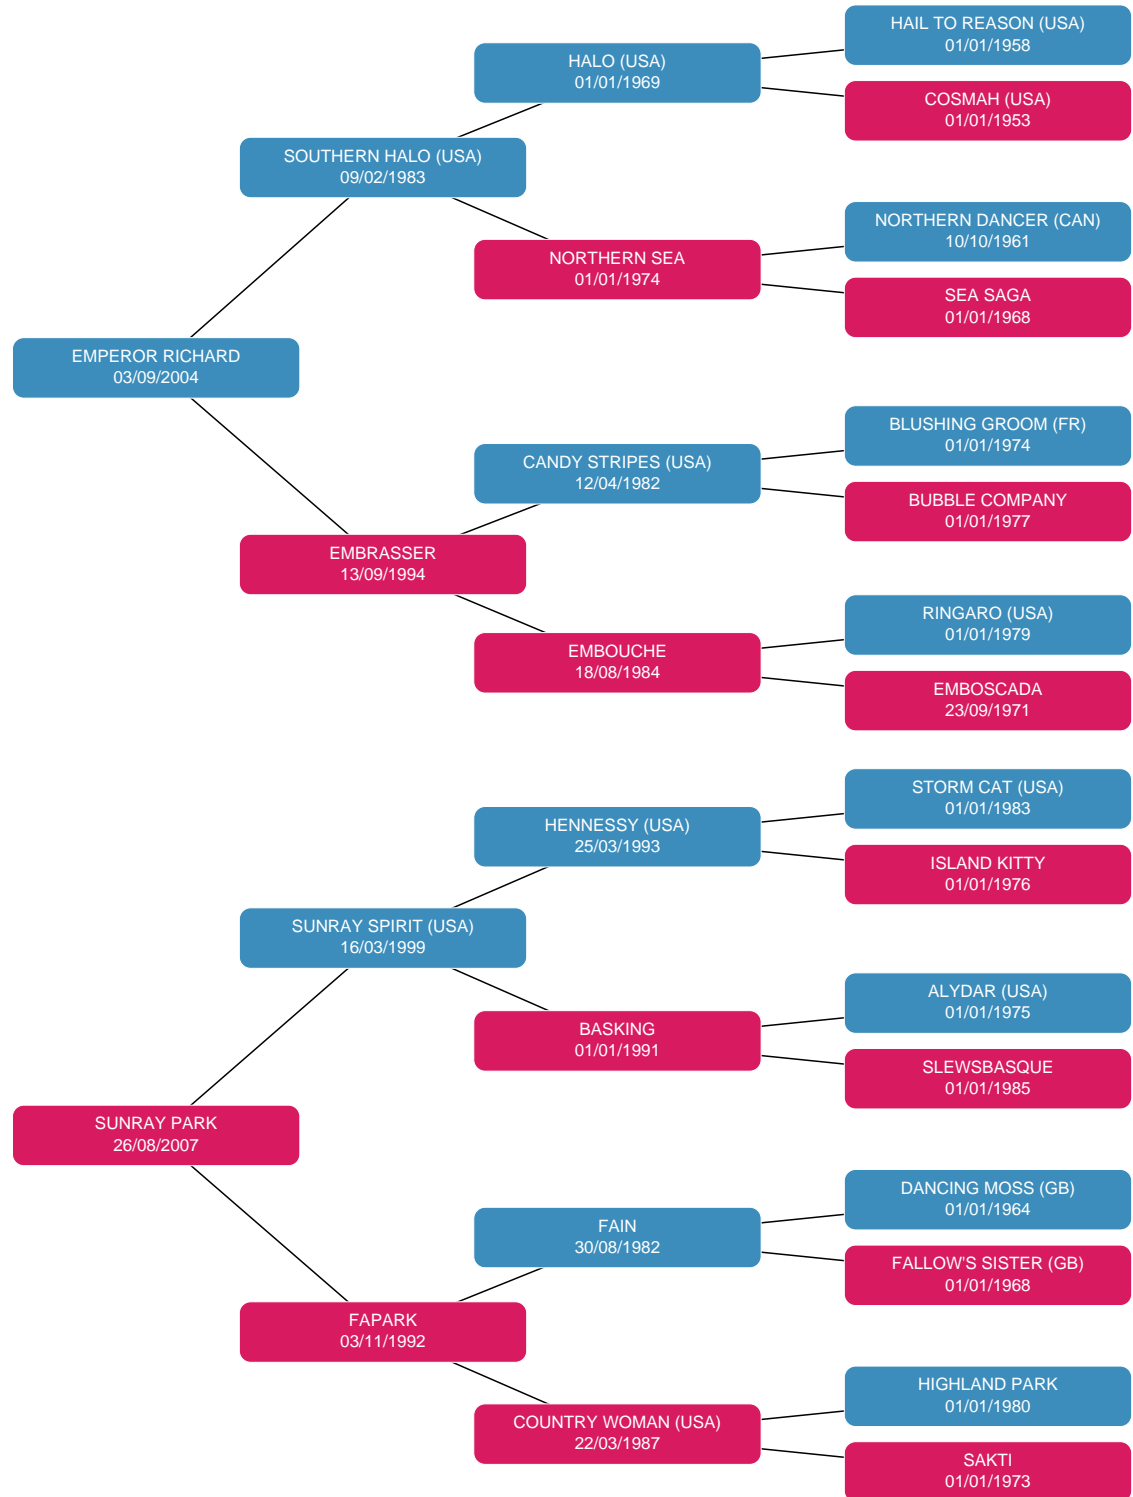 HAIL TO REASON (USA)
01/01/1958
HALO (USA)
01/01/1969
COSMAH (USA)
01/01/1953
SOUTHERN HALO (USA)
09/02/1983
NORTHERN DANCER (CAN)
10/10/1961
NORTHERN SEA
01/01/1974
SEA SAGA
01/01/1968
EMPEROR RICHARD
03/09/2004
BLUSHING GROOM (FR)
01/01/1974
CANDY STRIPES (USA)
12/04/1982
BUBBLE COMPANY
01/01/1977
EMBRASSER
13/09/1994
RINGARO (USA)
01/01/1979
EMBOUCHE
18/08/1984
EMBOSCADA
23/09/1971
STORM CAT (USA)
01/01/1983
HENNESSY (USA)
25/03/1993
ISLAND KITTY
01/01/1976
SUNRAY SPIRIT (USA)
16/03/1999
ALYDAR (USA)
01/01/1975
BASKING
01/01/1991
SLEWSBASQUE
01/01/1985
SUNRAY PARK
26/08/2007
DANCING MOSS (GB)
01/01/1964
FAIN
30/08/1982
FALLOW'S SISTER (GB)
01/01/1968
FAPARK
03/11/1992
HIGHLAND PARK
01/01/1980
COUNTRY WOMAN (USA)
22/03/1987
SAKTI
01/01/1973